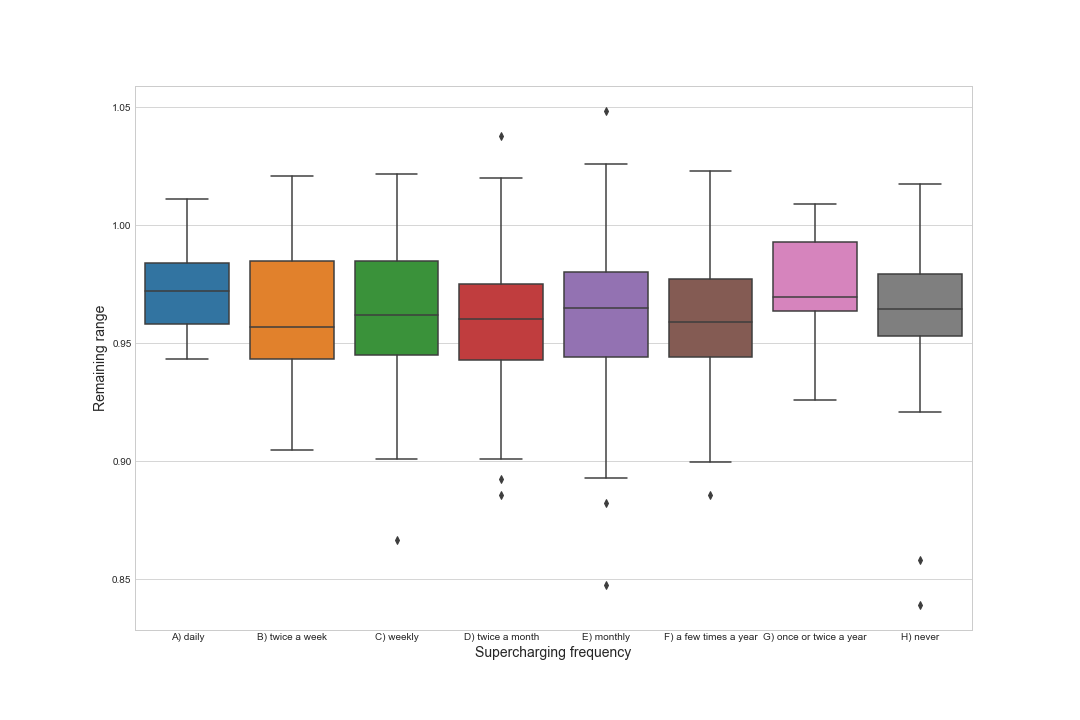 1.05
1.00
0.95
0.90
0.85
Remaining range
A) daily
B) twice a week
C) weekly
D) twice a month
E) monthly
F) a few times a year
G) once or twice a year
H) never
Supercharging frequency